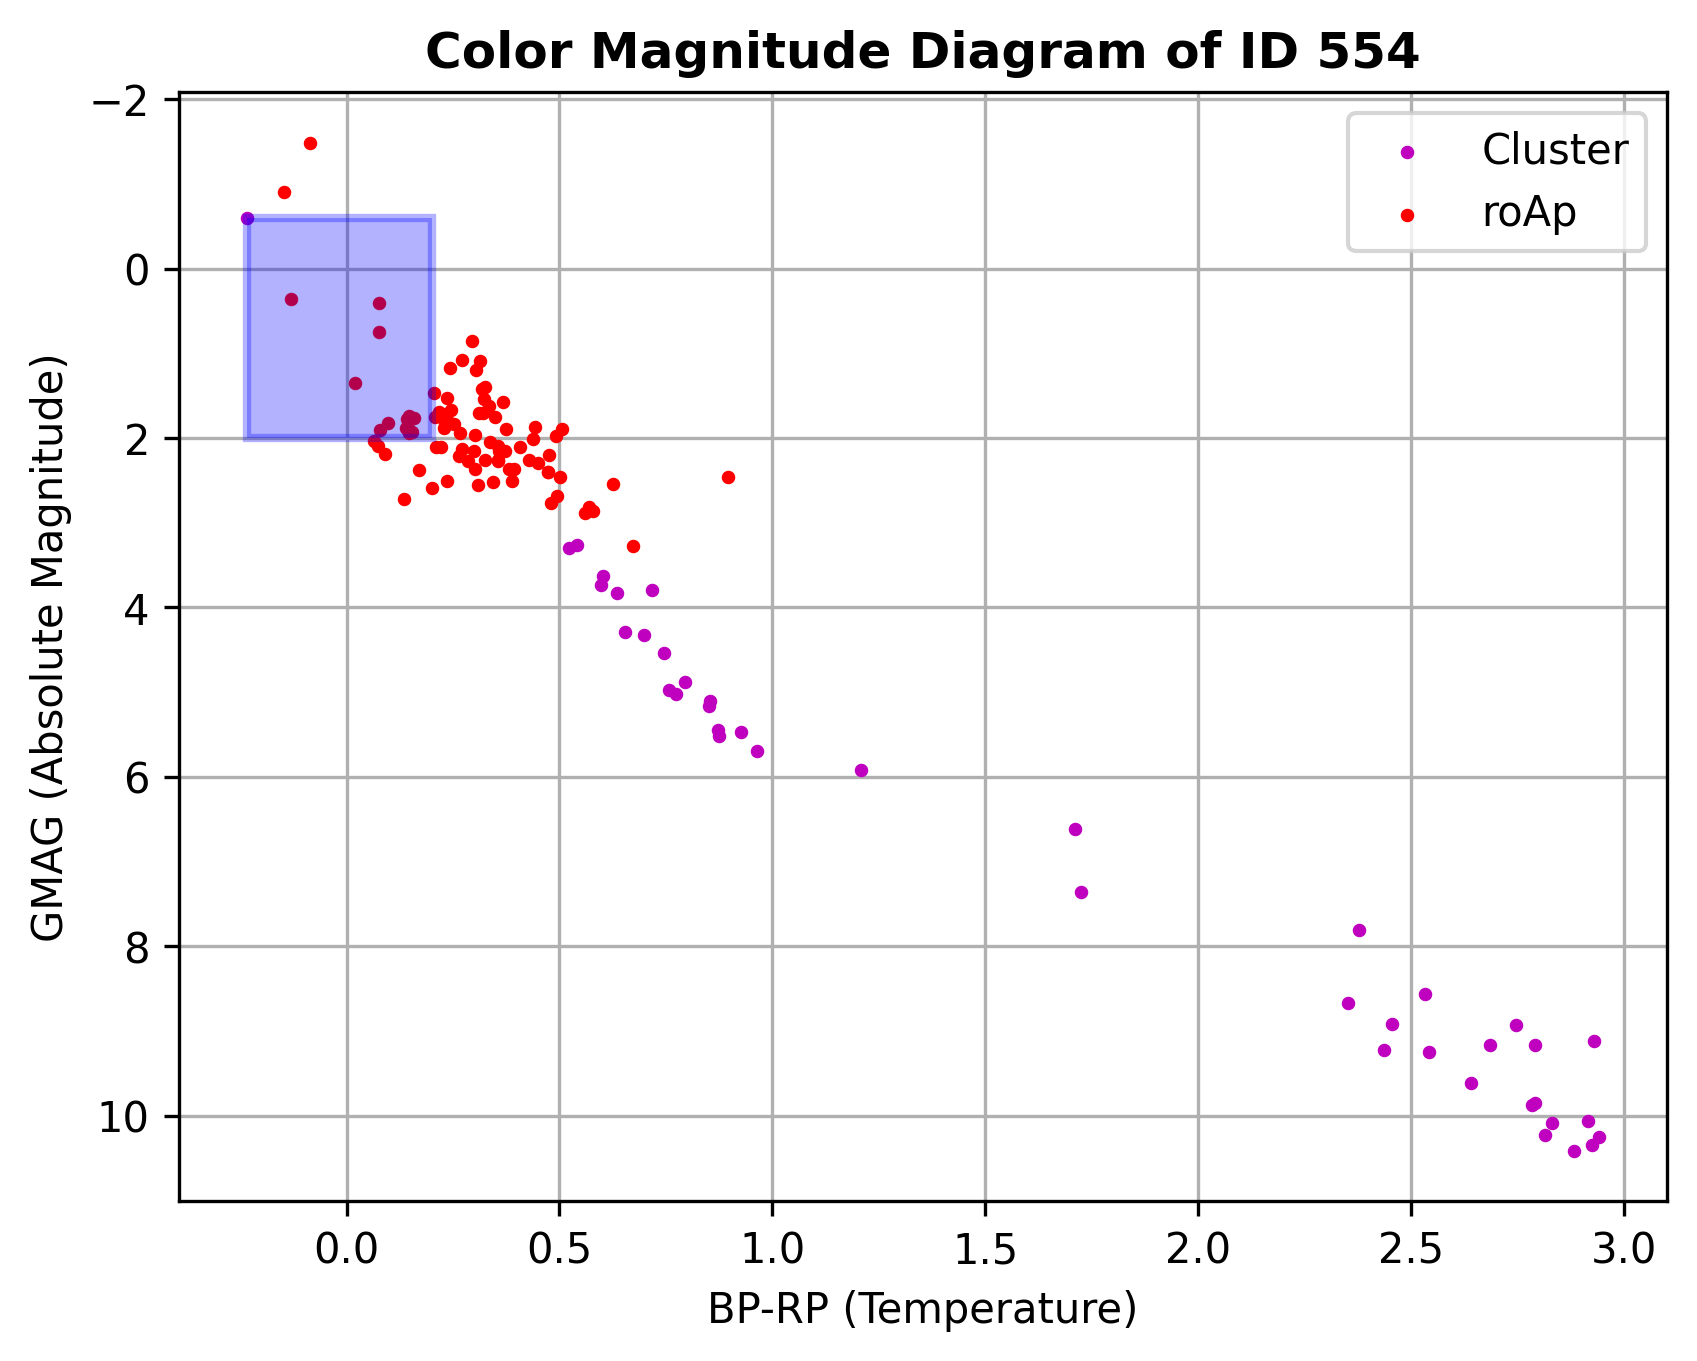 Color Magnitude Diagram of ID 554
−2
0
2
4
6
8
10
GMAG (Absolute Magnitude)
Cluster
roAp
0.0 0.5 1.0 1.5 2.0 2.5 3.0
BP-RP (Temperature)